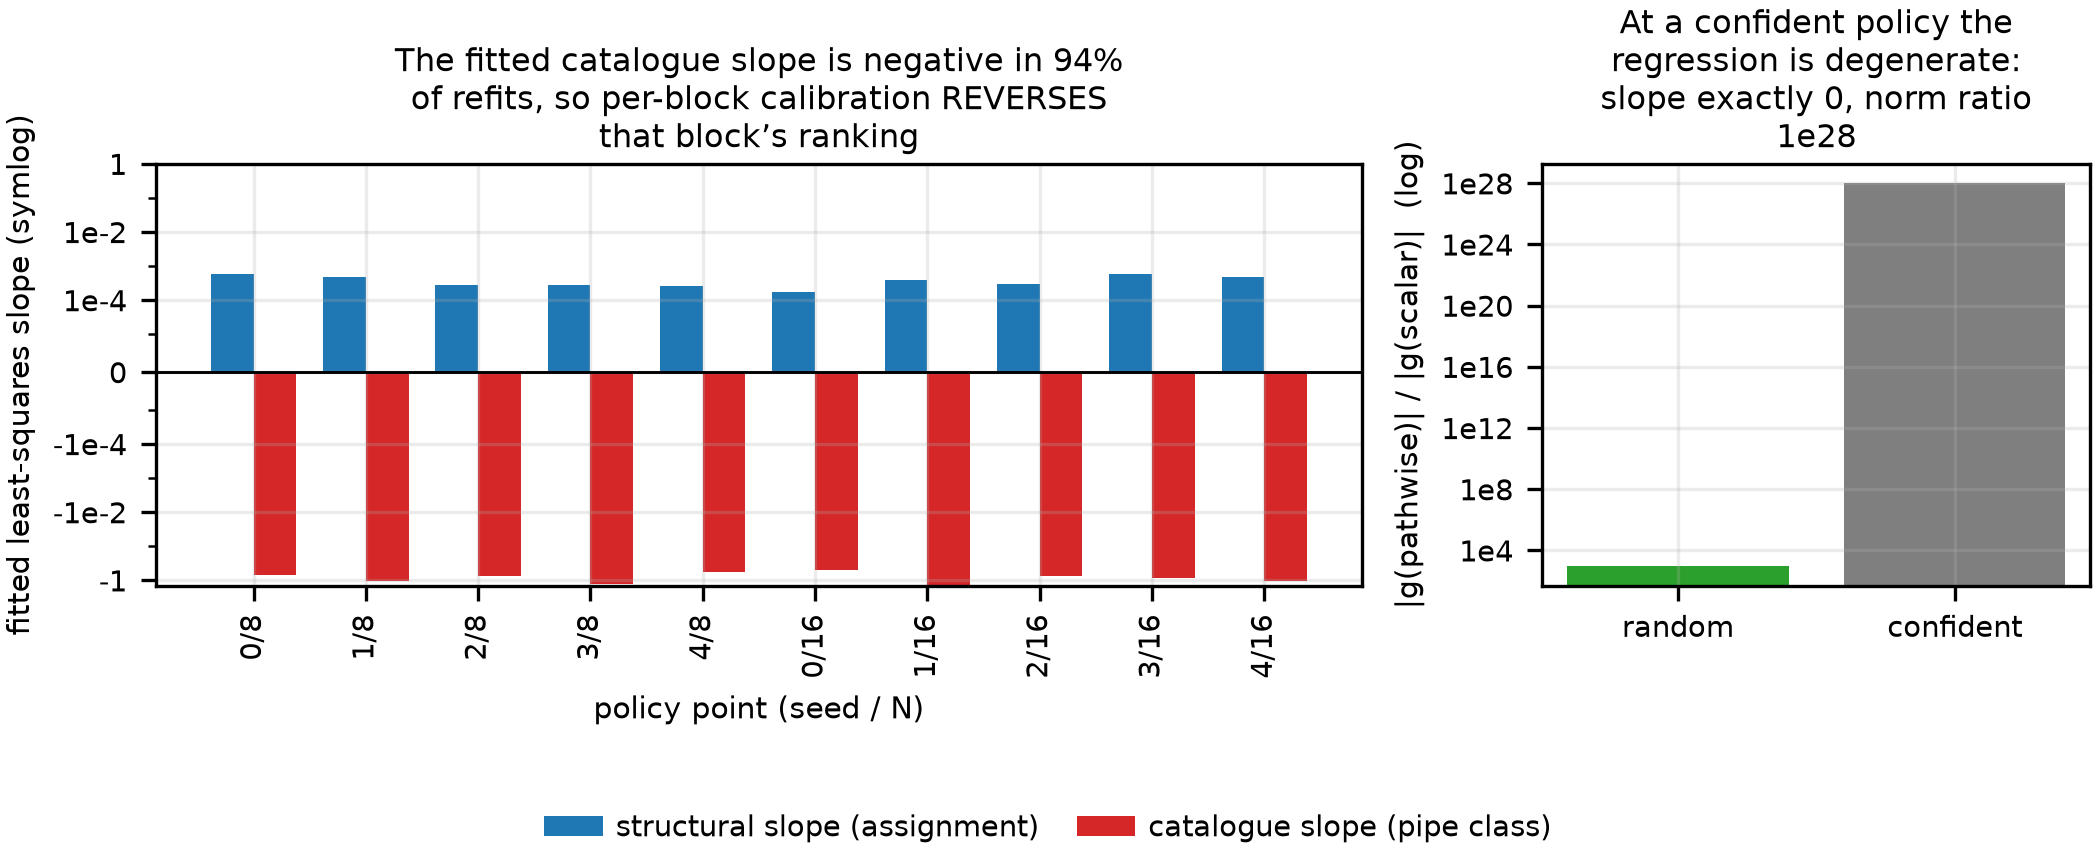 The fitted catalogue slope is negative in 94%
of refits, so per-block calibration REVERSES
that block’s ranking
fitted least-squares slope (symlog)
1
1e-2
1e-4
0
-1e-4
-1e-2
-1
0/8
1/8
2/8
3/8
4/8
0/16
1/16
2/16
3/16
4/16
policy point (seed / N)
At a confident policy the
regression is degenerate:
slope exactly 0, norm ratio
1e28
|g(pathwise)| / |g(scalar)| (log)
1e28
1e24
1e20
1e16
1e12
1e8
1e4
random
confident
structural slope (assignment)
catalogue slope (pipe class)